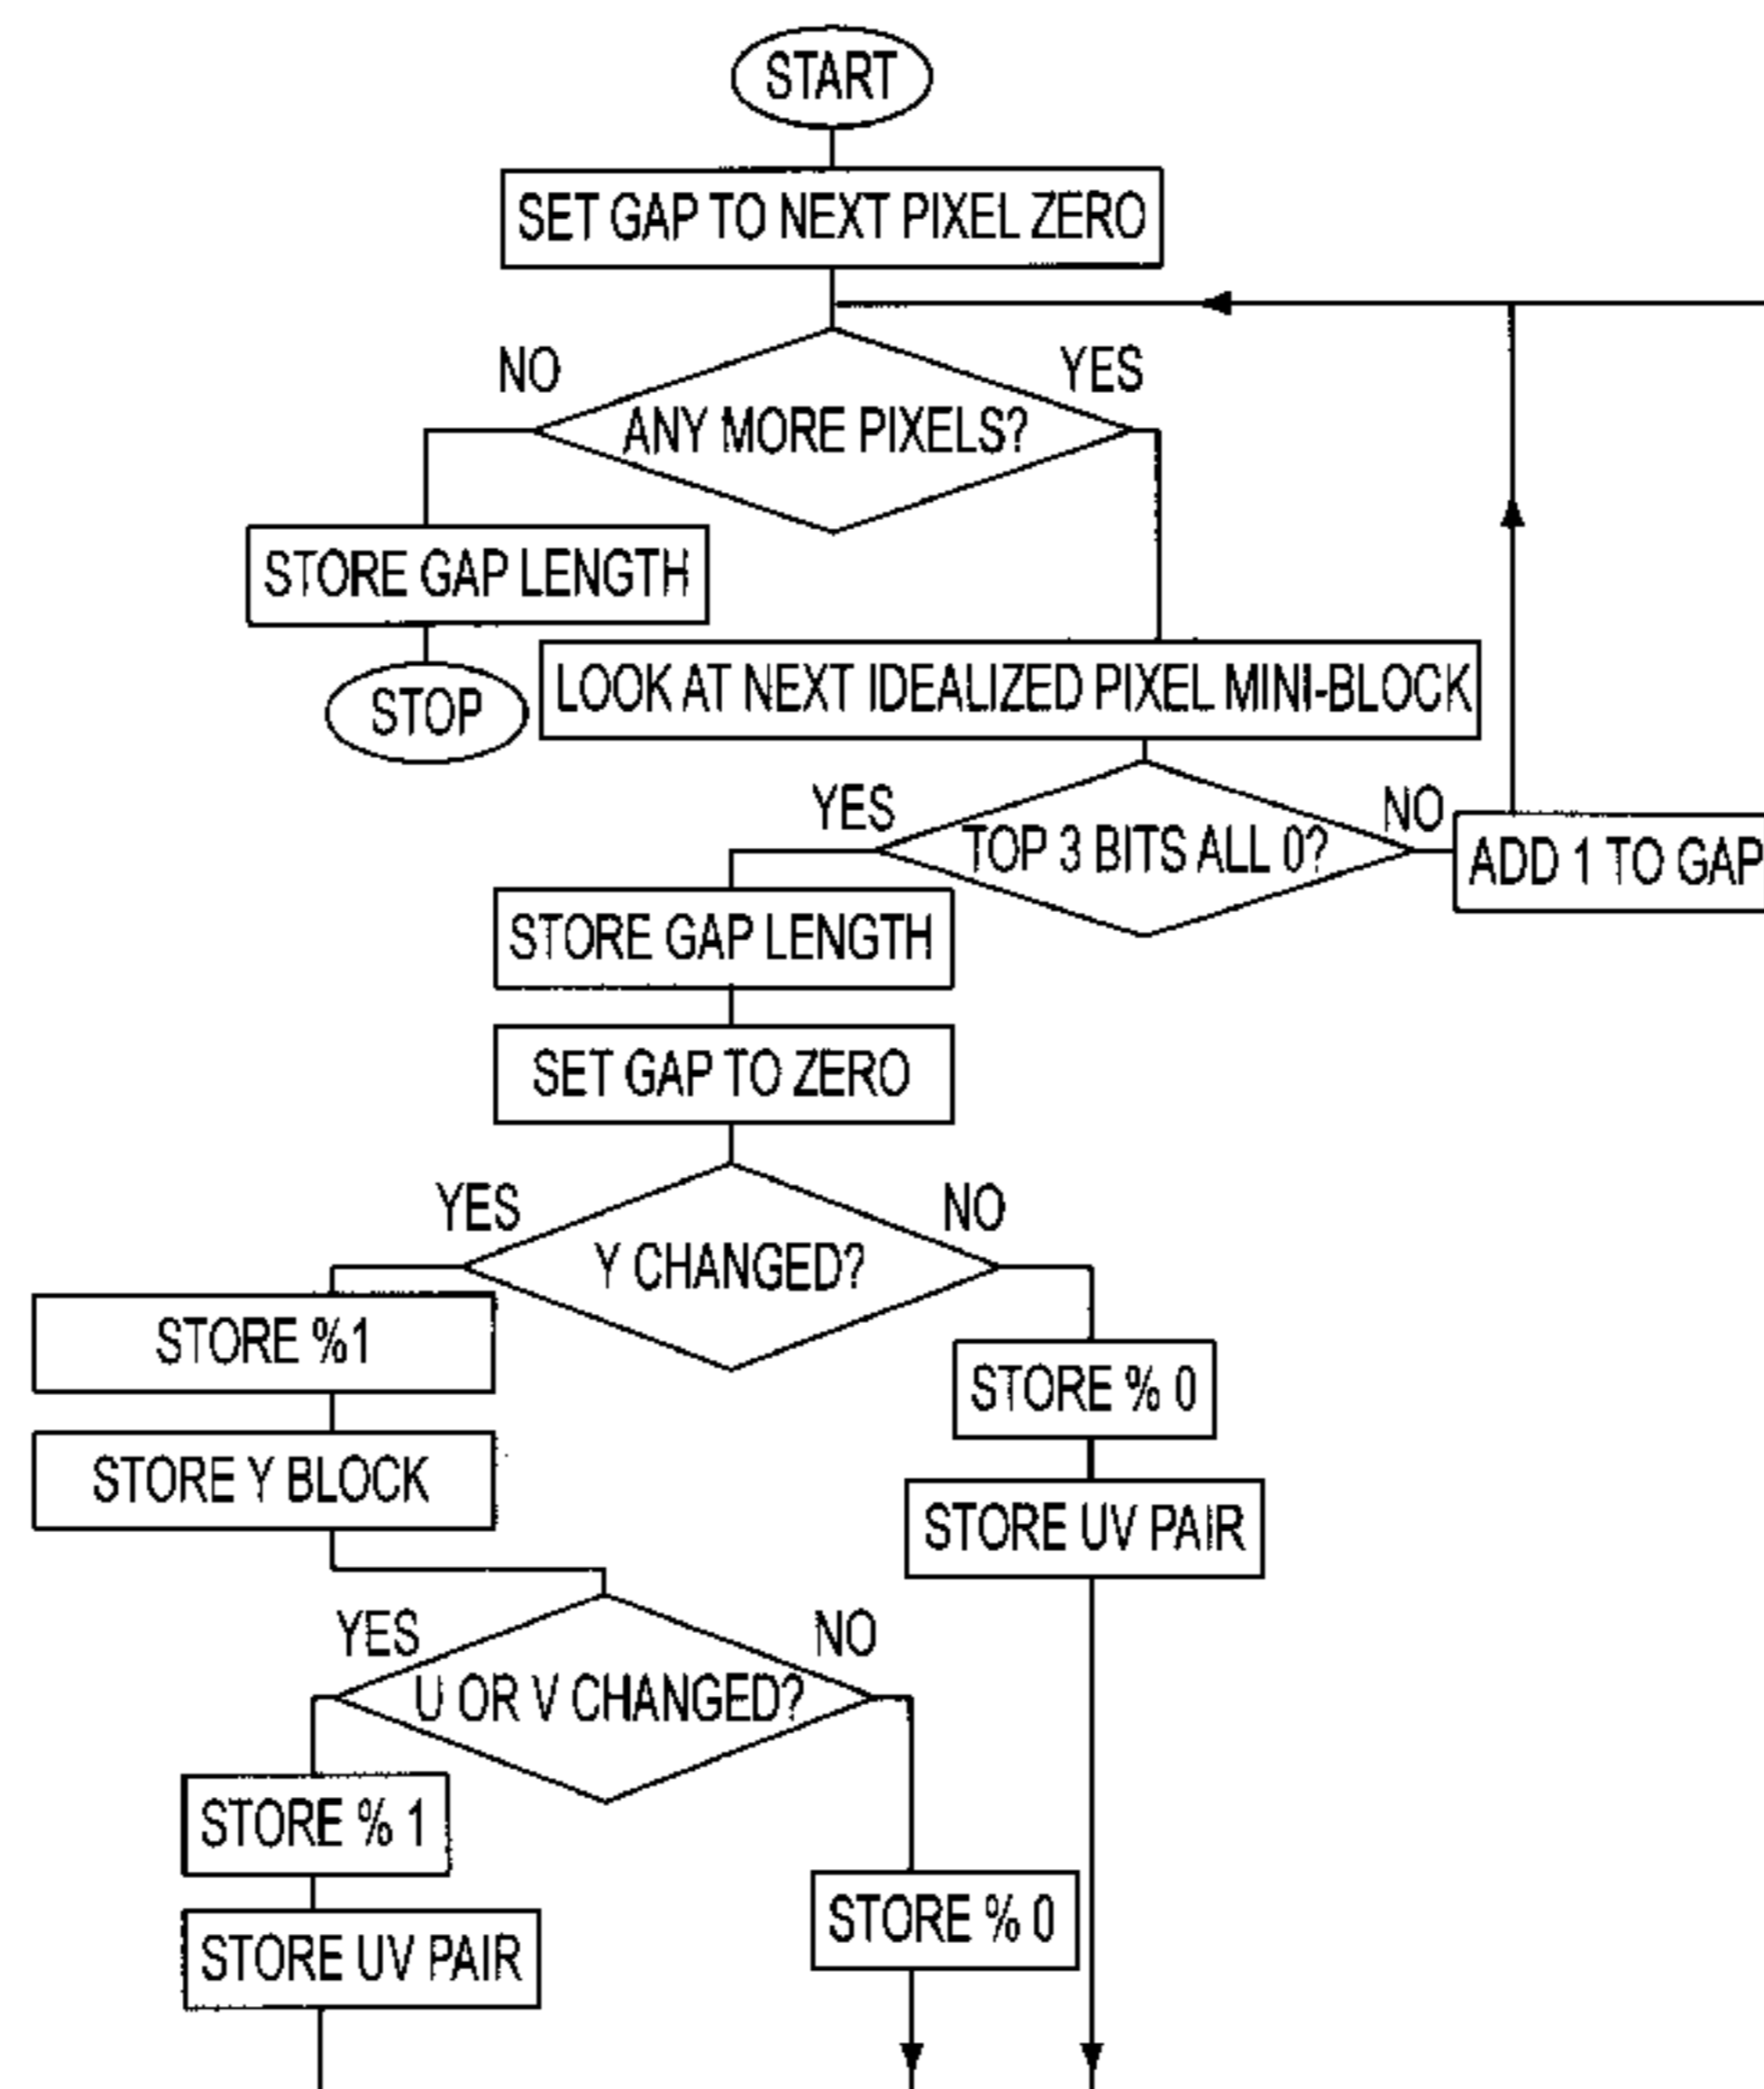 START
SET GAP TO NEXT PIXEL ZERO
NO
YES
ANY MORE PIXELS?
STORE GAP LENGTH
LOOK AT NEXT IDEALIZED PIXEL MINI-BLOCK
STOP
YES
NO
TOP 3 BITS ALL 0?
ADD 1 TO GAP
STORE GAP LENGTH
SET GAP TO ZERO
YES
NO
Y CHANGED?
STORE %1
STORE % 0
STORE Y BLOCK
STORE UV PAIR
YES
NO
U OR V CHANGED?
STORE % 1
STORE % 0
STORE UV PAIR